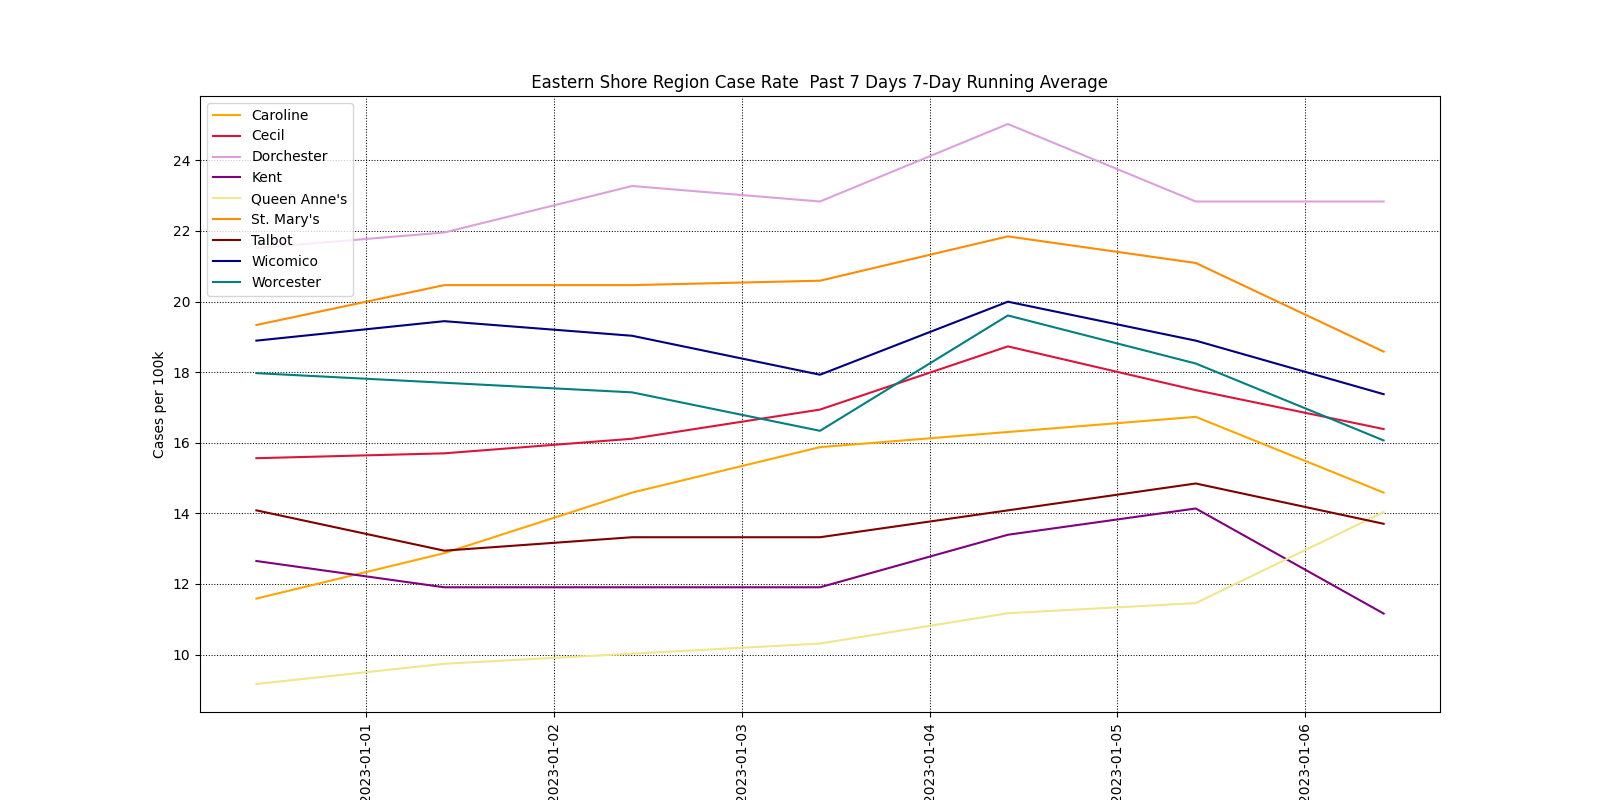 Eastern Shore Region Case Rate  Past 7 Days 7-Day Running Average
Caroline
Cecil
Dorchester
Kent
Queen Anne's
St. Mary's
Talbot
Wicomico
Worcester
Cases per 100k
24
22
20
18
16
14
12
10
2023-01-01
2023-01-02
2023-01-03
2023-01-04
2023-01-05
2023-01-06